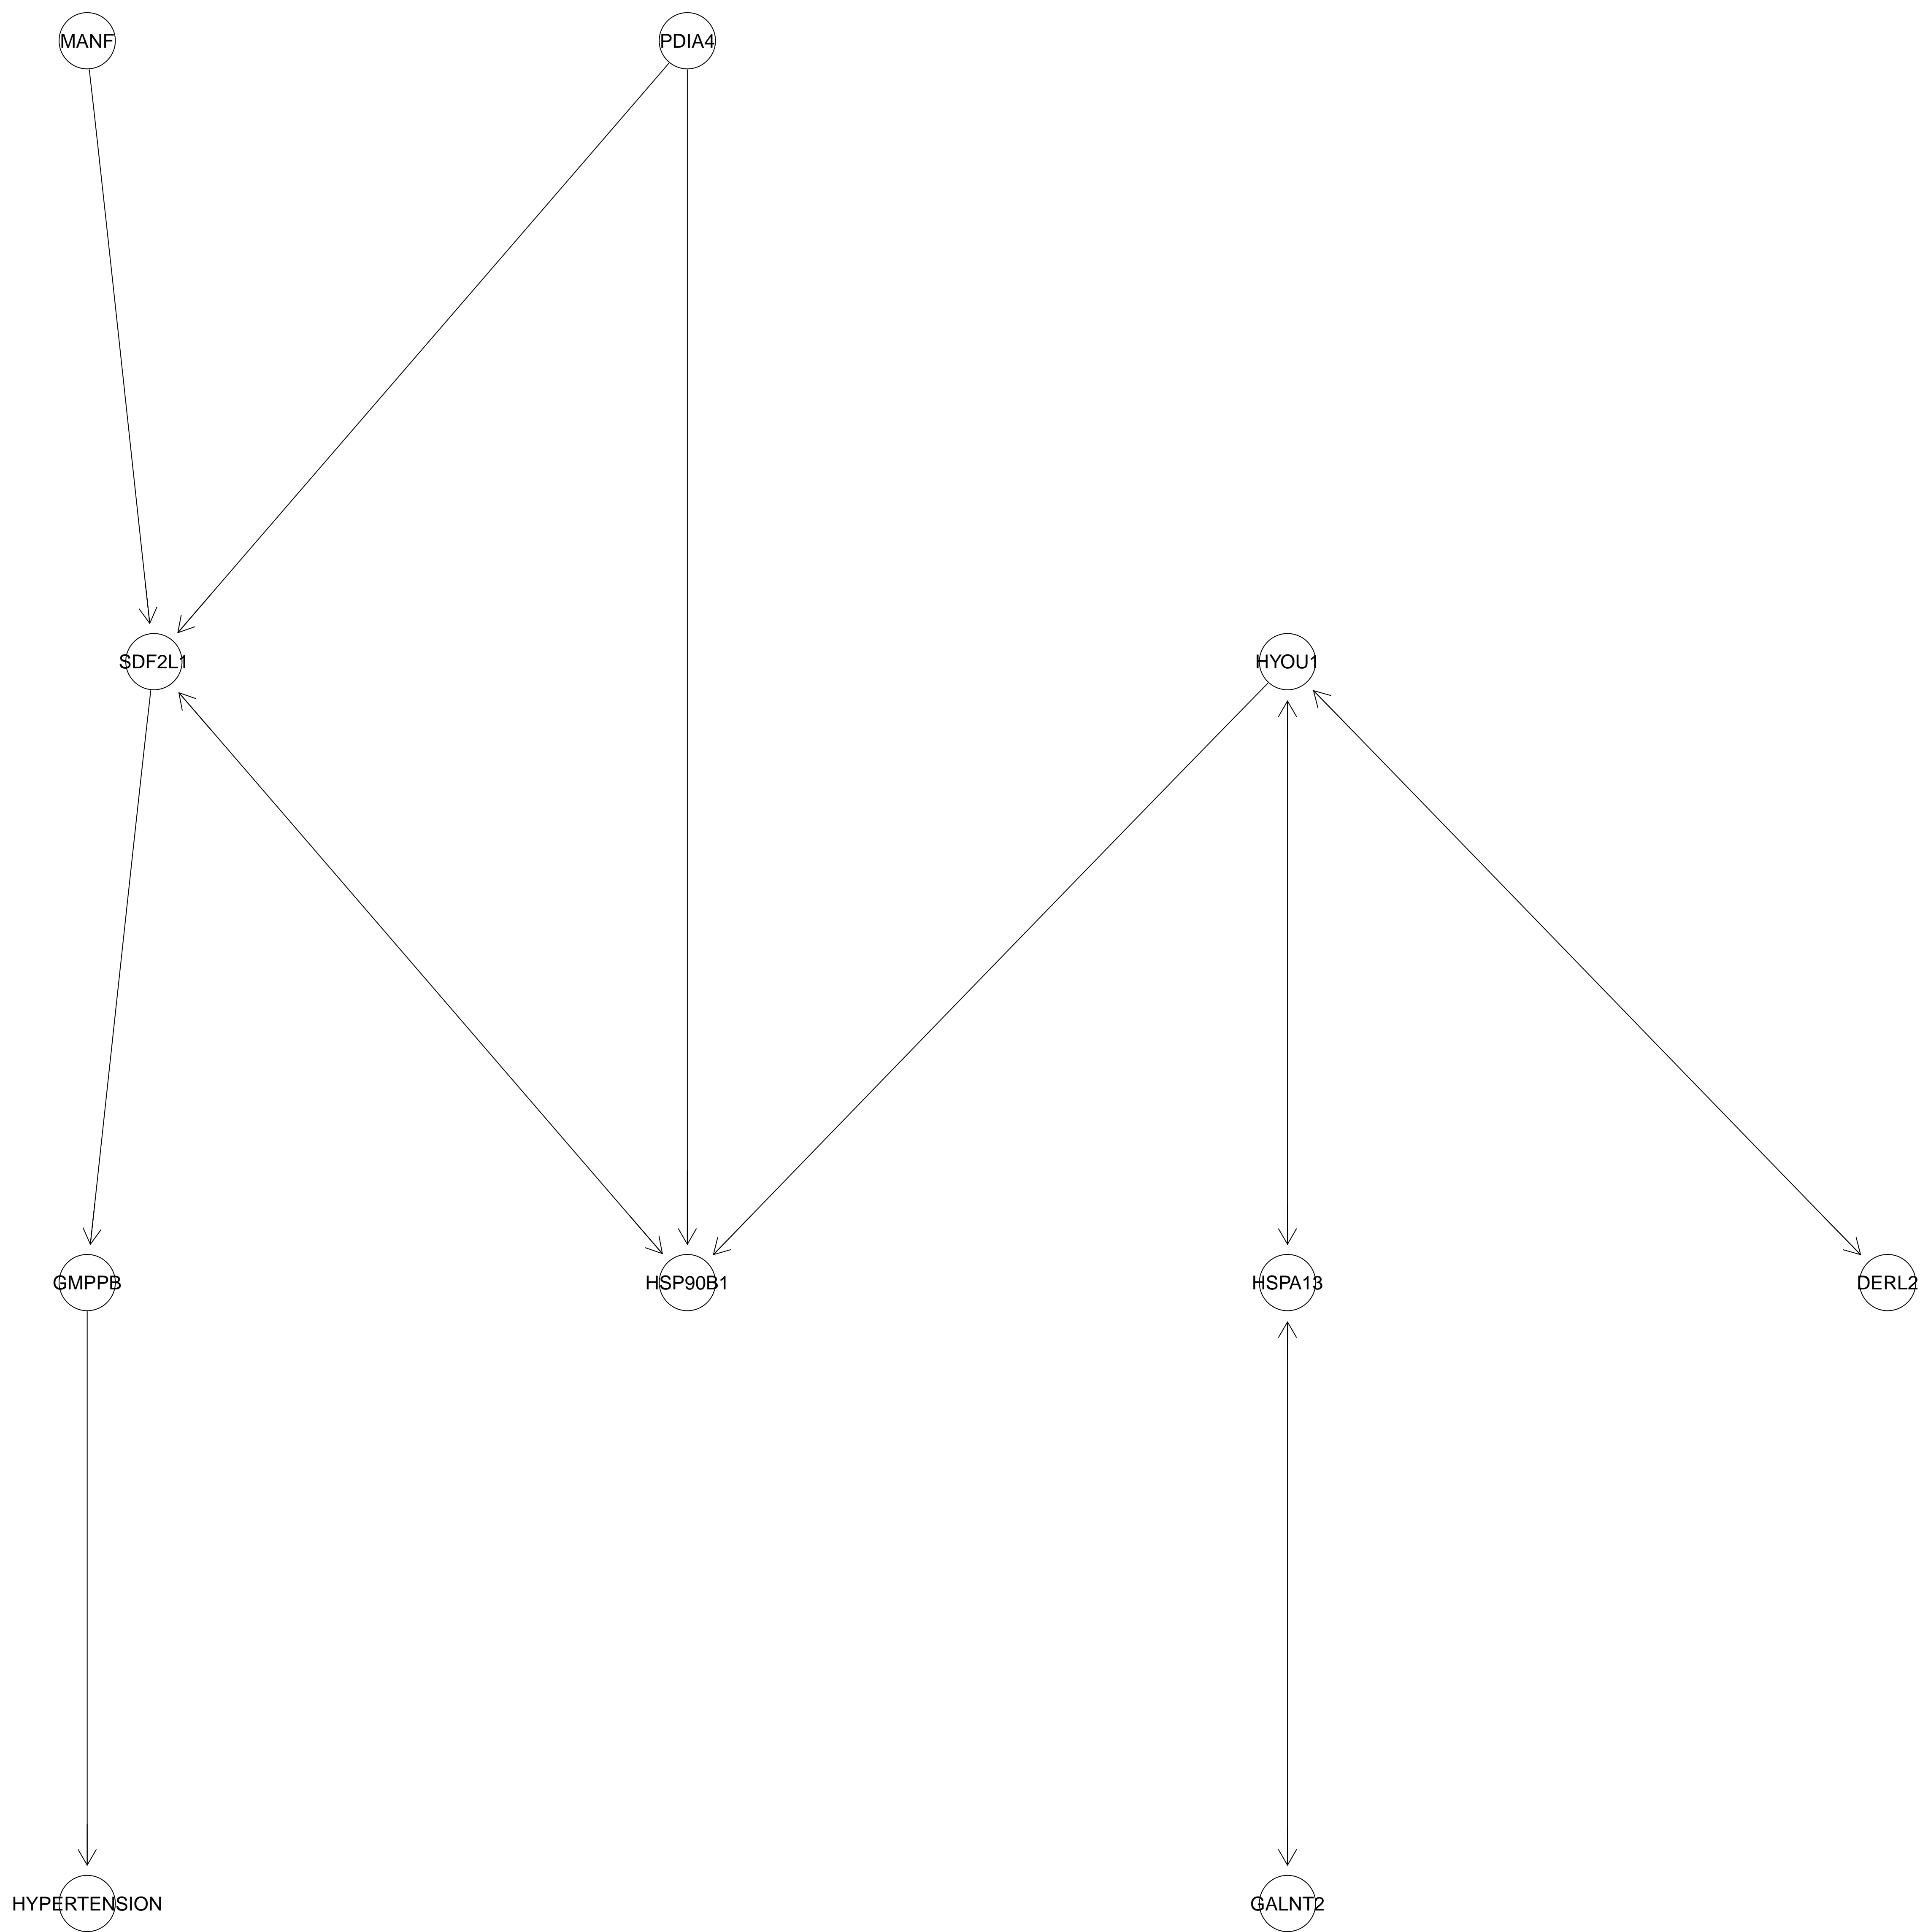 MANF
PDIA4
SDF2L1
HYOU1
GMPPB
HSP90B1
HSPA13
DERL2
HYPERTENSION
GALNT2